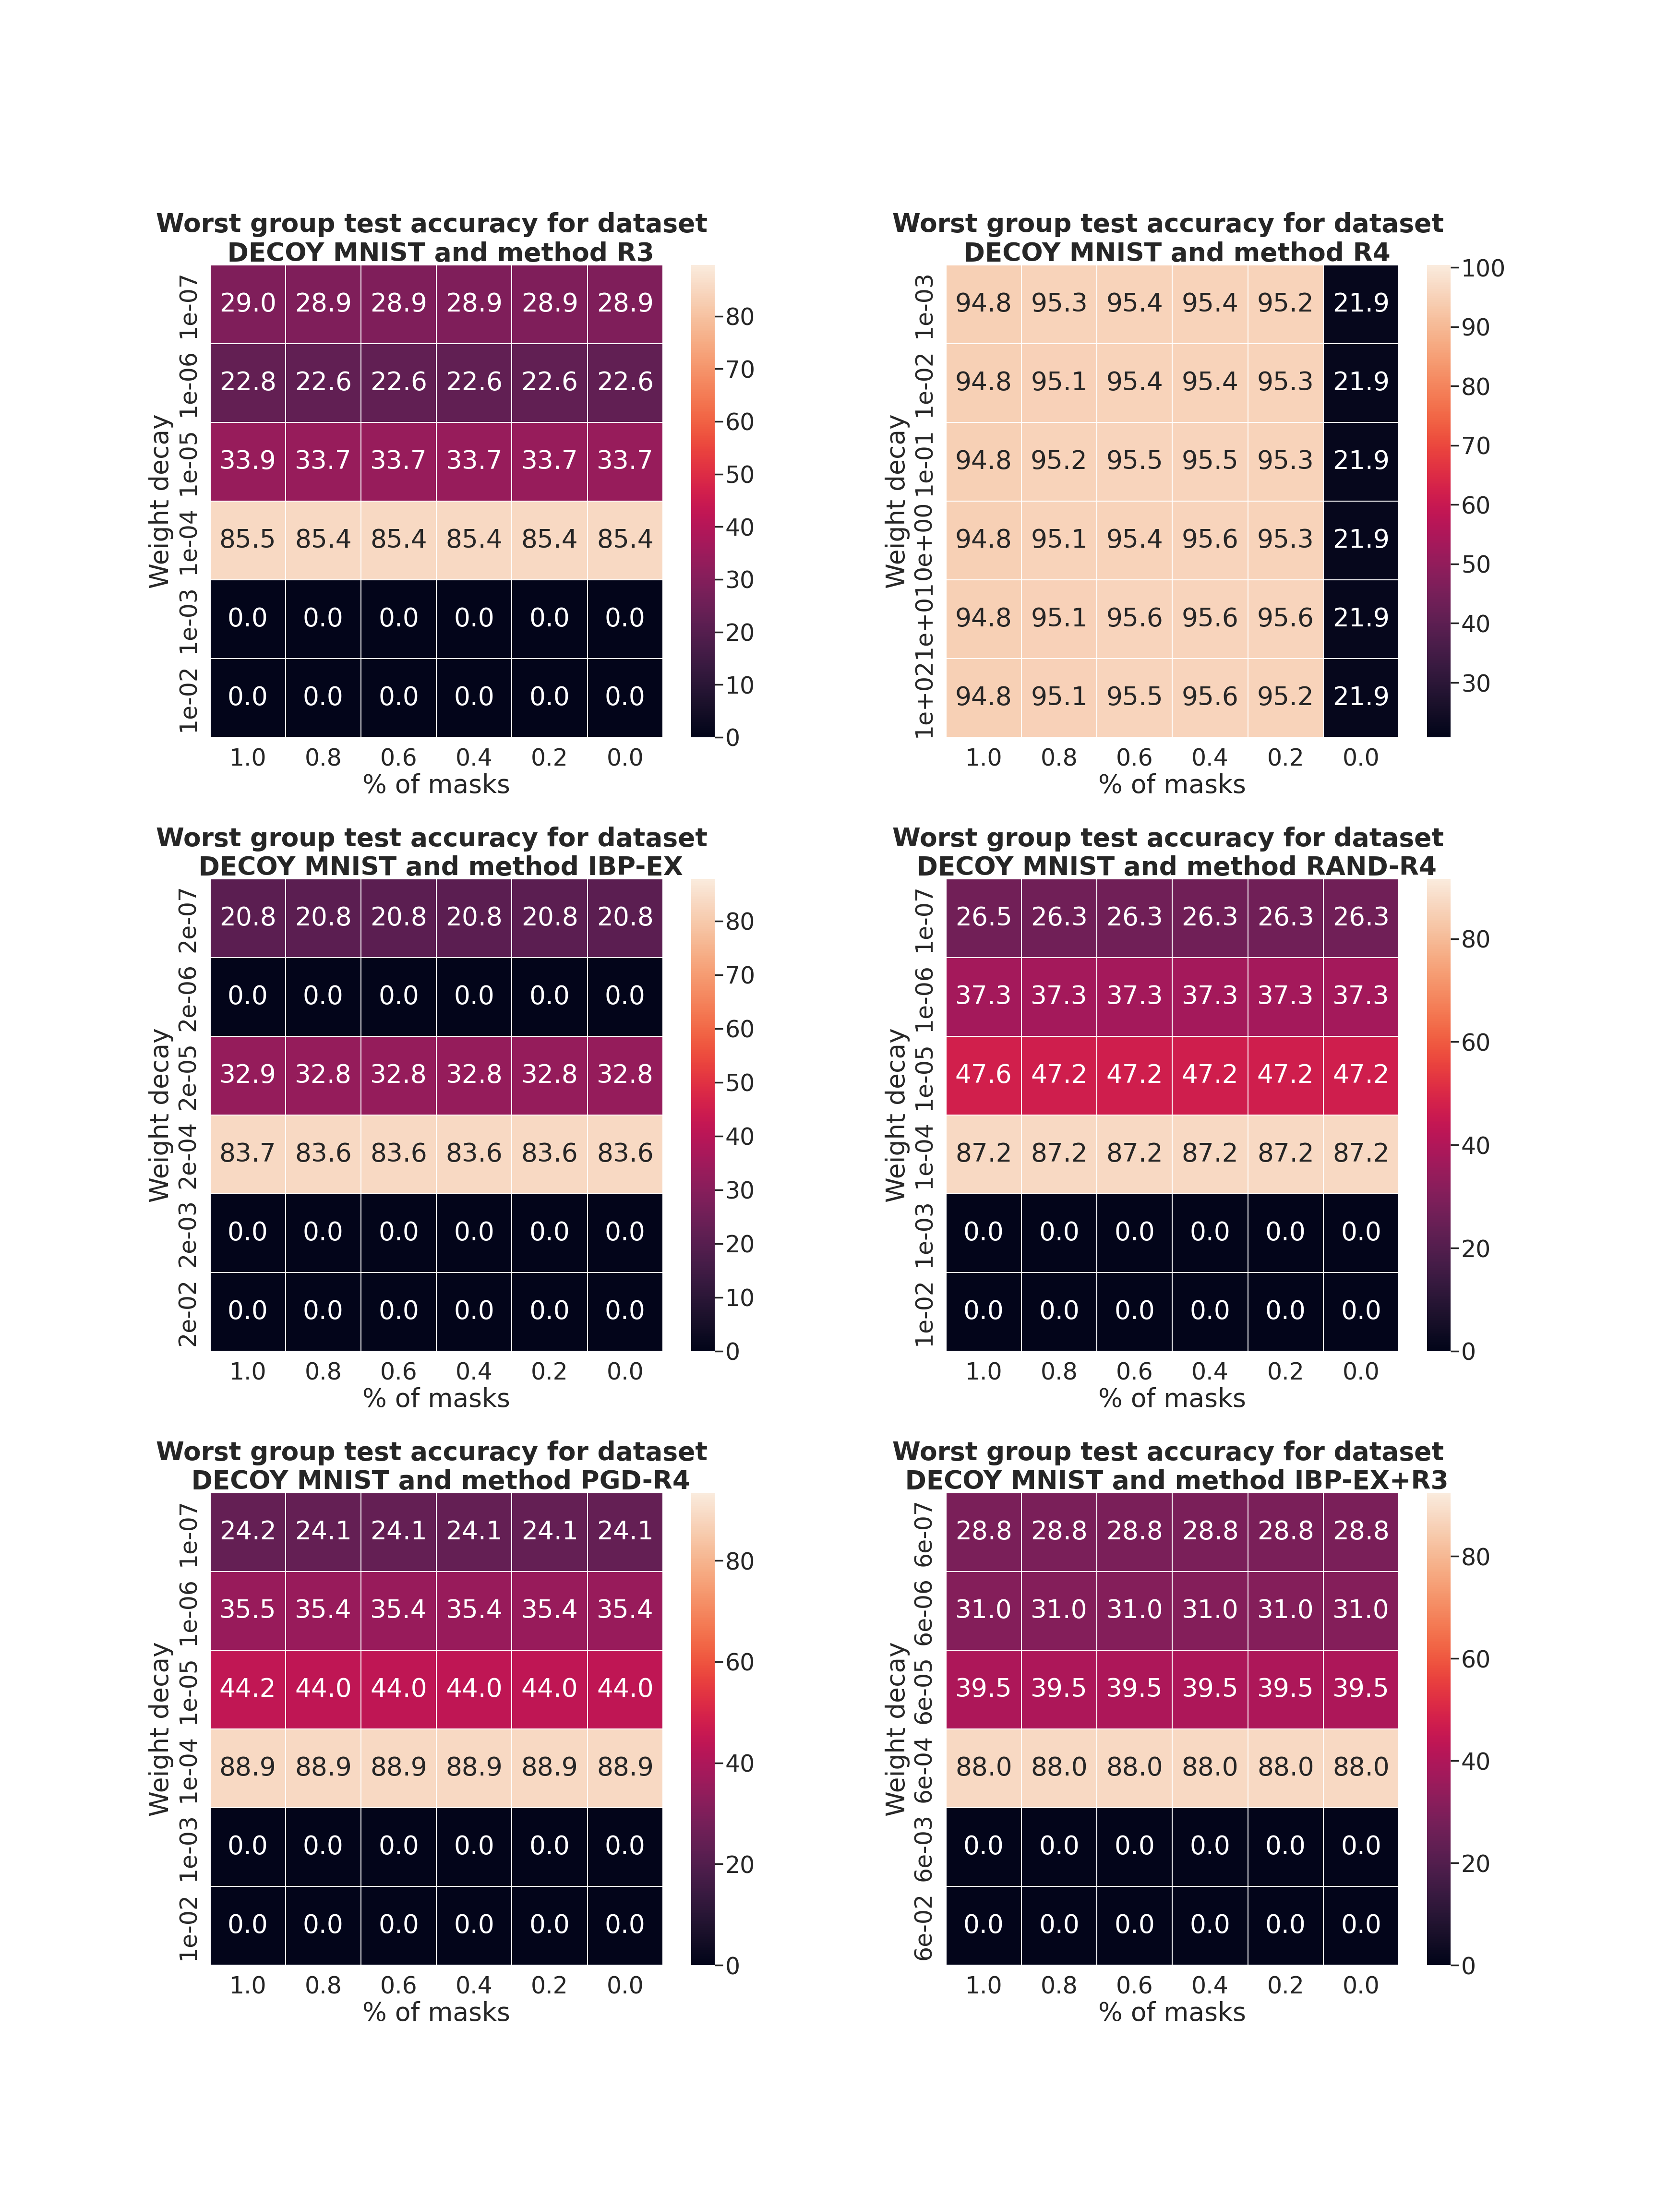 Worst group test accuracy for dataset
DECOY MNIST and method R3
Weight decay
1e-07 29.0 28.9 28.9 28.9 28.9 28.9
1e-06 22.8 22.6 22.6 22.6 22.6 22.6
1e-05 33.9 33.7 33.7 33.7 33.7 33.7
1e-04 85.5 85.4 85.4 85.4 85.4 85.4
1e-03 0.0 0.0 0.0 0.0 0.0 0.0
1e-02 0.0 0.0 0.0 0.0 0.0 0.0
1.0 0.8 0.6 0.4 0.2 0.0
% of masks
80
70
60
50
40
30
20
10
0
Worst group test accuracy for dataset
DECOY MNIST and method R4
Weight decay
1e-03 94.8 95.3 95.4 95.4 95.2 21.9
1e-02 94.8 95.1 95.4 95.4 95.3 21.9
1e-01 94.8 95.2 95.5 95.5 95.3 21.9
0e+00 94.8 95.1 95.4 95.6 95.3 21.9
1e+01 94.8 95.1 95.6 95.6 95.6 21.9
1e+02 94.8 95.1 95.5 95.6 95.2 21.9
1.0 0.8 0.6 0.4 0.2 0.0
% of masks
100
90
80
70
60
50
40
30
Worst group test accuracy for dataset
DECOY MNIST and method IBP-EX
Weight decay
2e-07 20.8 20.8 20.8 20.8 20.8 20.8
2e-06 0.0 0.0 0.0 0.0 0.0 0.0
2e-05 32.9 32.8 32.8 32.8 32.8 32.8
2e-04 83.7 83.6 83.6 83.6 83.6 83.6
2e-03 0.0 0.0 0.0 0.0 0.0 0.0
2e-02 0.0 0.0 0.0 0.0 0.0 0.0
1.0 0.8 0.6 0.4 0.2 0.0
% of masks
80
70
60
50
40
30
20
10
0
Worst group test accuracy for dataset
DECOY MNIST and method RAND-R4
Weight decay
1e-07 26.5 26.3 26.3 26.3 26.3 26.3
1e-06 37.3 37.3 37.3 37.3 37.3 37.3
1e-05 47.6 47.2 47.2 47.2 47.2 47.2
1e-04 87.2 87.2 87.2 87.2 87.2 87.2
1e-03 0.0 0.0 0.0 0.0 0.0 0.0
1e-02 0.0 0.0 0.0 0.0 0.0 0.0
1.0 0.8 0.6 0.4 0.2 0.0
% of masks
80
60
40
20
0
Worst group test accuracy for dataset
DECOY MNIST and method PGD-R4
Weight decay
1e-07 24.2 24.1 24.1 24.1 24.1 24.1
1e-06 35.5 35.4 35.4 35.4 35.4 35.4
1e-05 44.2 44.0 44.0 44.0 44.0 44.0
1e-04 88.9 88.9 88.9 88.9 88.9 88.9
1e-03 0.0 0.0 0.0 0.0 0.0 0.0
1e-02 0.0 0.0 0.0 0.0 0.0 0.0
1.0 0.8 0.6 0.4 0.2 0.0
% of masks
80
60
40
20
0
Worst group test accuracy for dataset
DECOY MNIST and method IBP-EX+R3
Weight decay
6e-07 28.8 28.8 28.8 28.8 28.8 28.8
6e-06 31.0 31.0 31.0 31.0 31.0 31.0
6e-05 39.5 39.5 39.5 39.5 39.5 39.5
6e-04 88.0 88.0 88.0 88.0 88.0 88.0
6e-03 0.0 0.0 0.0 0.0 0.0 0.0
6e-02 0.0 0.0 0.0 0.0 0.0 0.0
1.0 0.8 0.6 0.4 0.2 0.0
% of masks
80
60
40
20
0